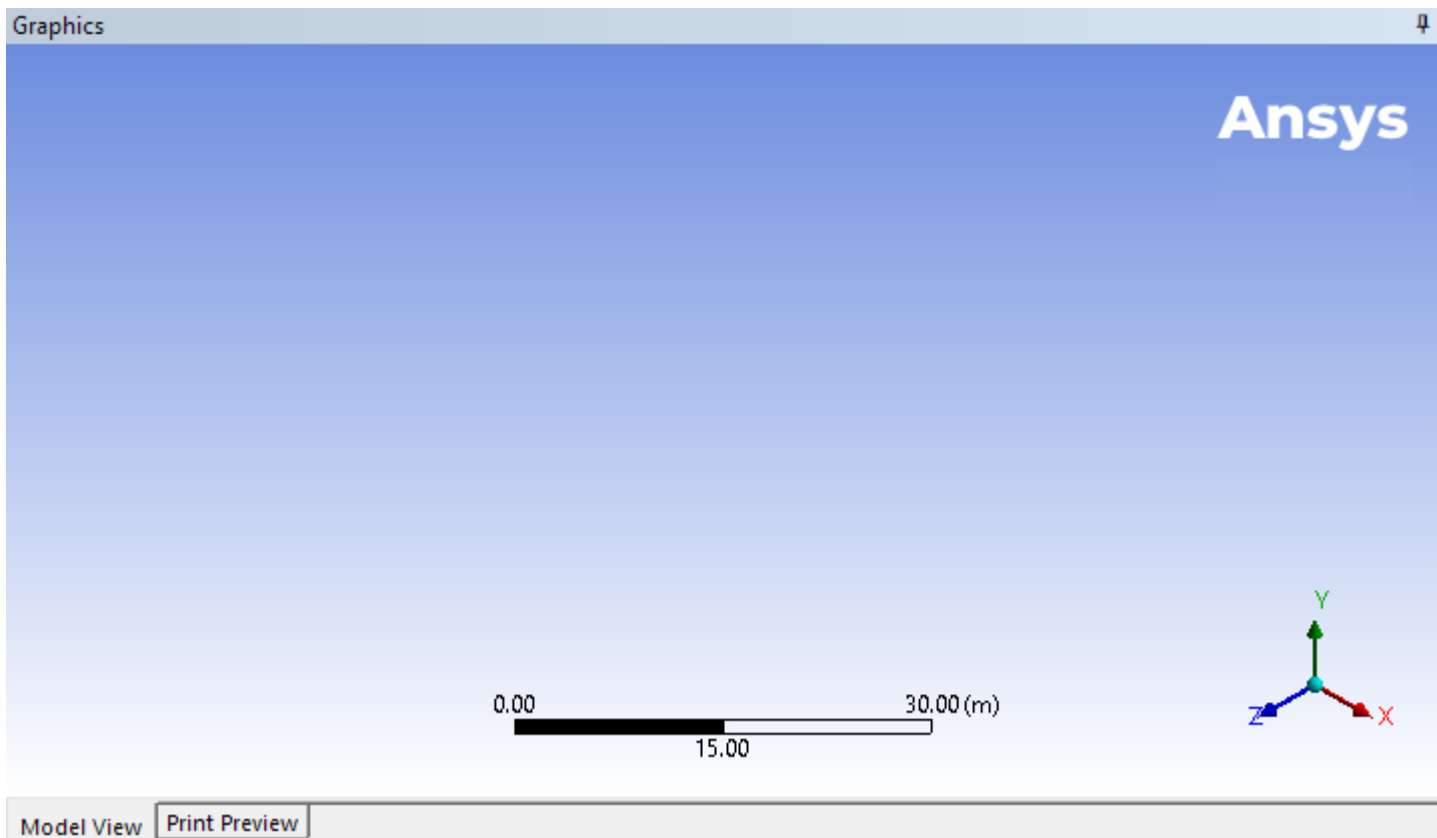 Graphics
Ansys
Y
0.00 30.00 (m)
Z X
15.00
Model View Print Preview